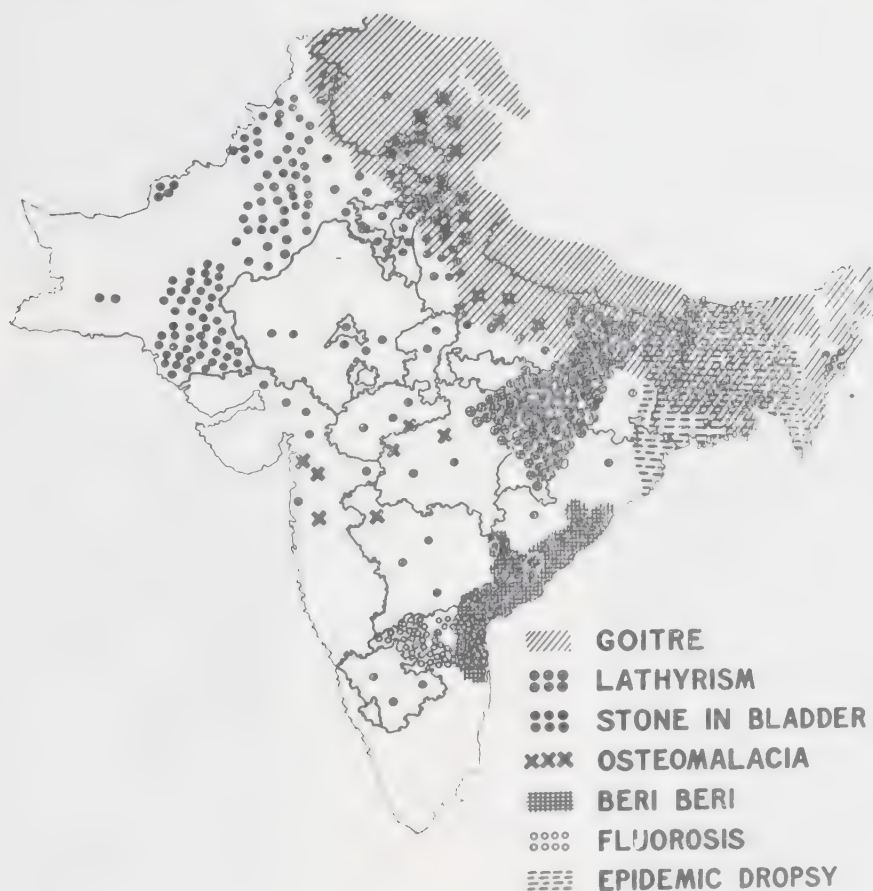 GOITRE
LATHYRISM
STONE IN BLADDER
OSTEOMALACIA
BERI BERI
FLUOROSIS
EPIDEMIC DROPSY